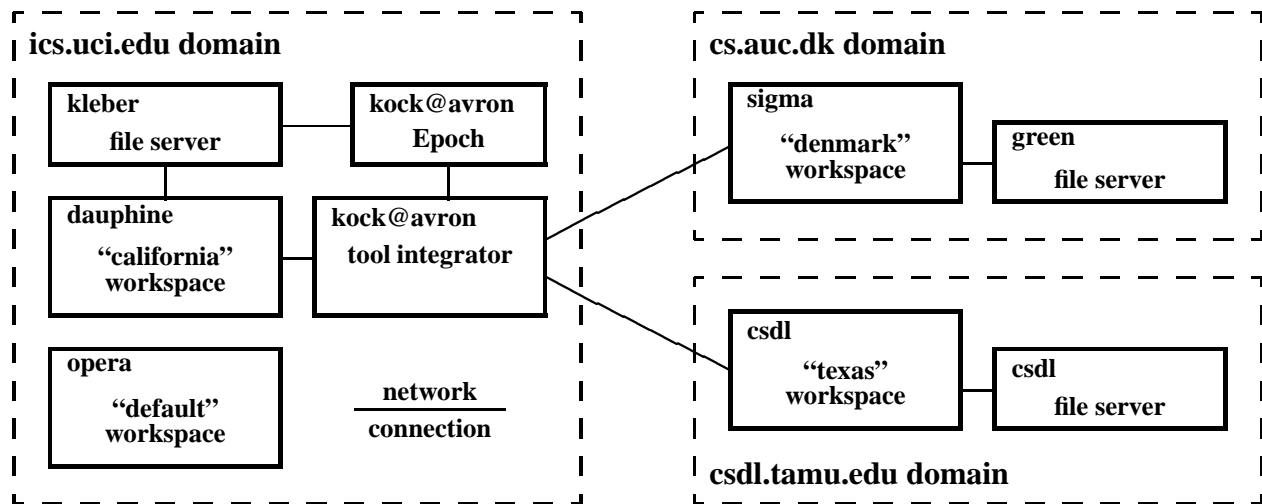 ics.uci.edu domain
kleber
file server
kock@avron
Epoch
dauphine
“california”
workspace
kock@avron
tool integrator
opera
“default”
workspace
network
connection
cs.auc.dk domain
sigma
“denmark”
workspace
green
file server
csdl
“texas”
workspace
csdl
file server
csdl.tamu.edu domain